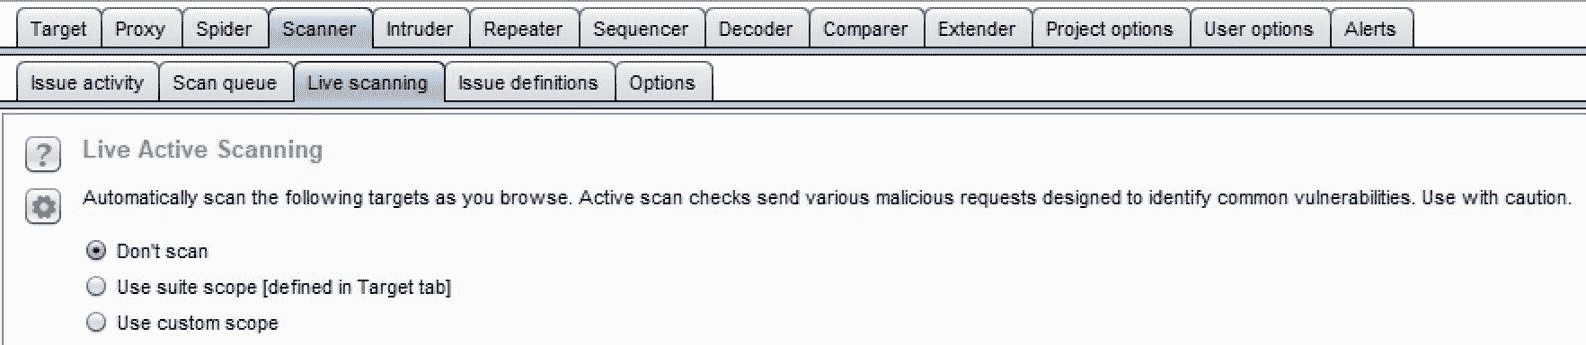 Target Proxy Spider Scanner Intruder Repeater Sequencer Decoder Comparer Extender Project options User options Alerts
Issue activity Scan queue Live scanning Issue definitions Options
? Live Active Scanning
Automatically scan the following targets as you browse. Active scan checks send various malicious requests designed to identify common vulnerabilities. Use with caution.
Don't scan
Use suite scope [defined in Target tab]
Use custom scope